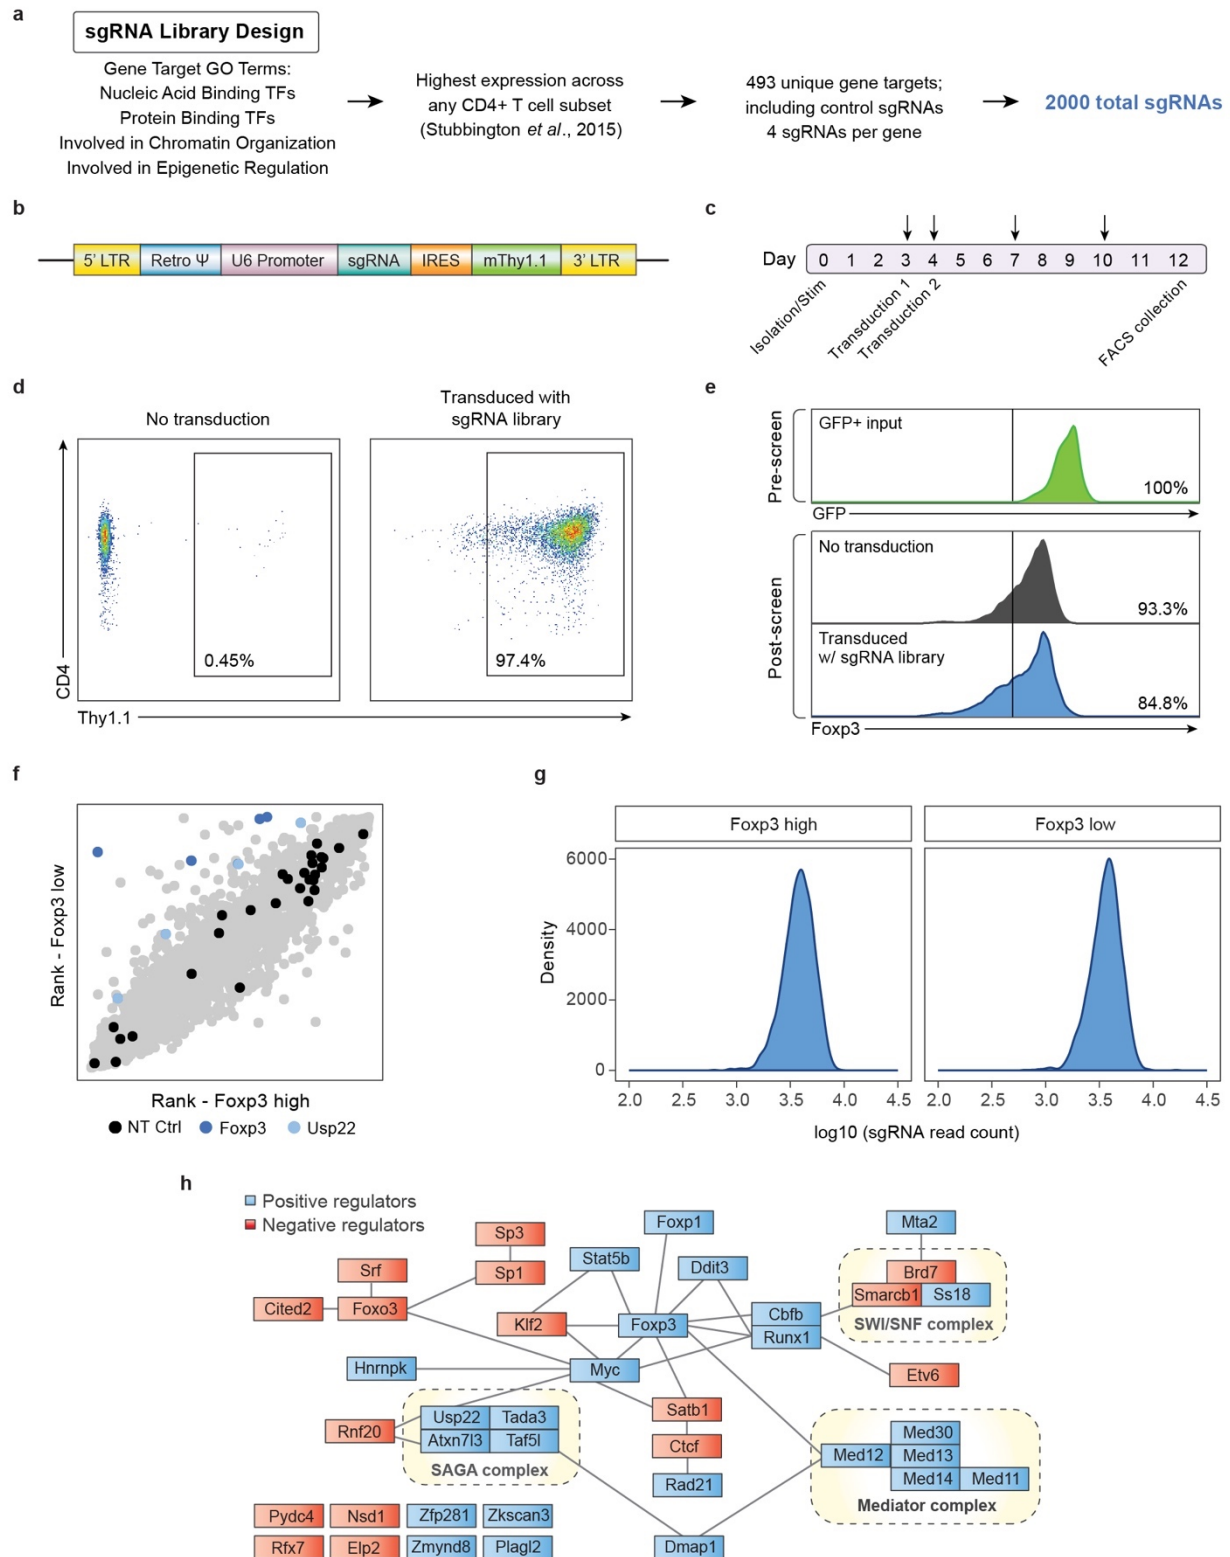 a
sgRNA Library Design
Gene Target GO Terms:
Nucleic Acid Binding TFs
Protein Binding TFs
Involved in Chromatin Organization
Involved in Epigenetic Regulation
Highest expression across
any CD4+ T cell subset
(Stubbington et al., 2015)
493 unique gene targets;
including control sgRNAs
4 sgRNAs per gene
2000 total sgRNAs
b
5' LTR Retro Ψ U6 Promoter sgRNA IRES mThy1.1 3' LTR
c
Day 0 1 2 3 4 5 6 7 8 9 10 11 12
Isolation/Stim
Transduction 1
Transduction 2
FACS collection
d
No transduction
Transduced with
sgRNA library
0.45%
97.4%
CD4
Thy1.1
e
Pre-screen
GFP+ input
100%
GFP
Post-screen
No transduction
93.3%
Transduced
w/ sgRNA library
84.8%
Foxp3
f
Rank - Foxp3 low
Rank - Foxp3 high
NT Ctrl Foxp3 Usp22
g
Foxp3 high Foxp3 low
Density
6000
4000
2000
0
2.0 2.5 3.0 3.5 4.0 4.5 2.0 2.5 3.0 3.5 4.0 4.5
log10 (sgRNA read count)
h
Positive regulators
Negative regulators
Sp3
Foxp1
Mta2
Stat5b
Ddit3
Srf
Sp1
Brd7
Cited2
Foxo3
Smarcb1 Ss18
SWI/SNF complex
Klf2
Foxp3
Cbfb
Runx1
Hnrnpk
Myc
Etv6
Rnf20
Usp22 Tada3
Atxn7l3 Taf5l
SAGA complex
Satb1
Ctcf
Rad21
Med30
Med12 Med13
Med14 Med11
Mediator complex
Pydc4 Nsd1 Zfp281 Zkscan3
Rfx7 Elp2 Zmynd8 Plagl2
Dmap1